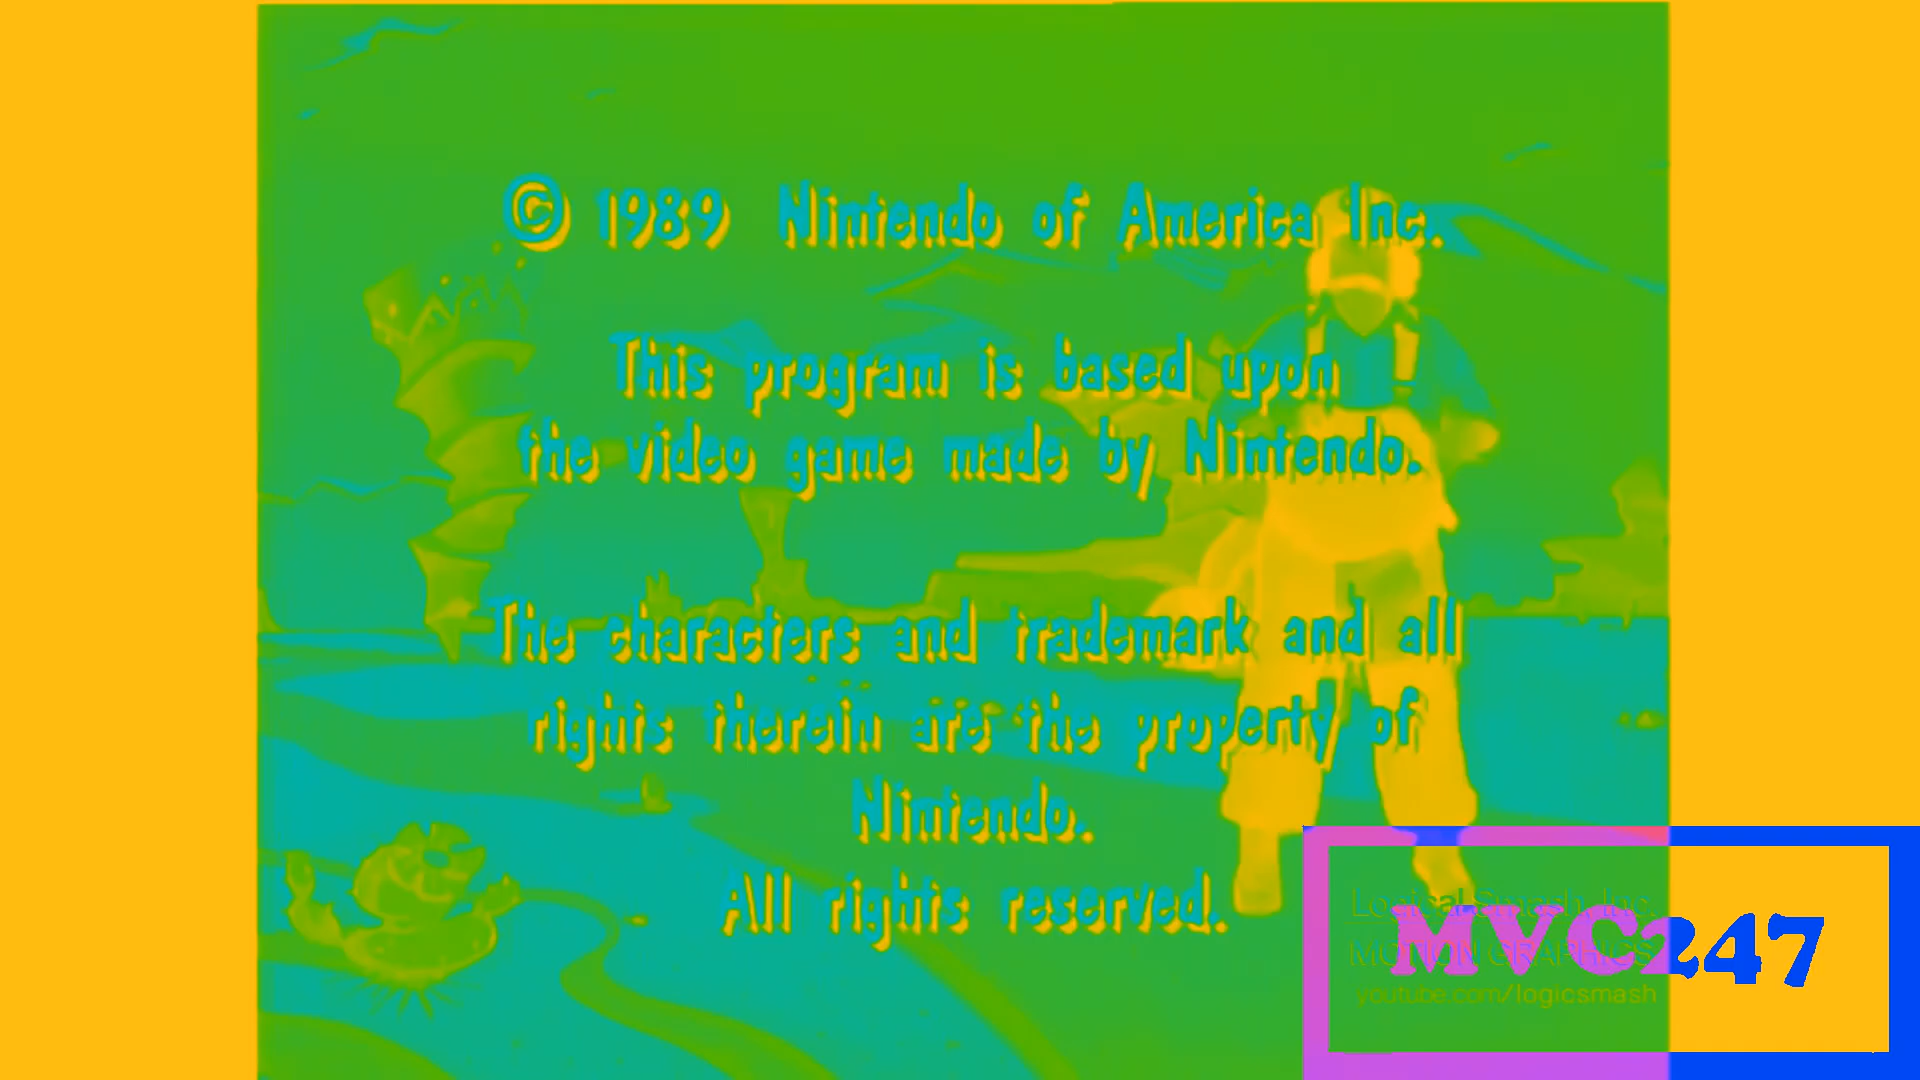 © 1989 Nintendo of America Inc.
This program is based upon
the video game made by Nintendo.
The characters and trademark and all
rights therein are the property of
Nintendo.
All rights reserved.
Logical Smash, Inc.
MVC247
MOTION GRAPHICS
youtube.com/logicsmash